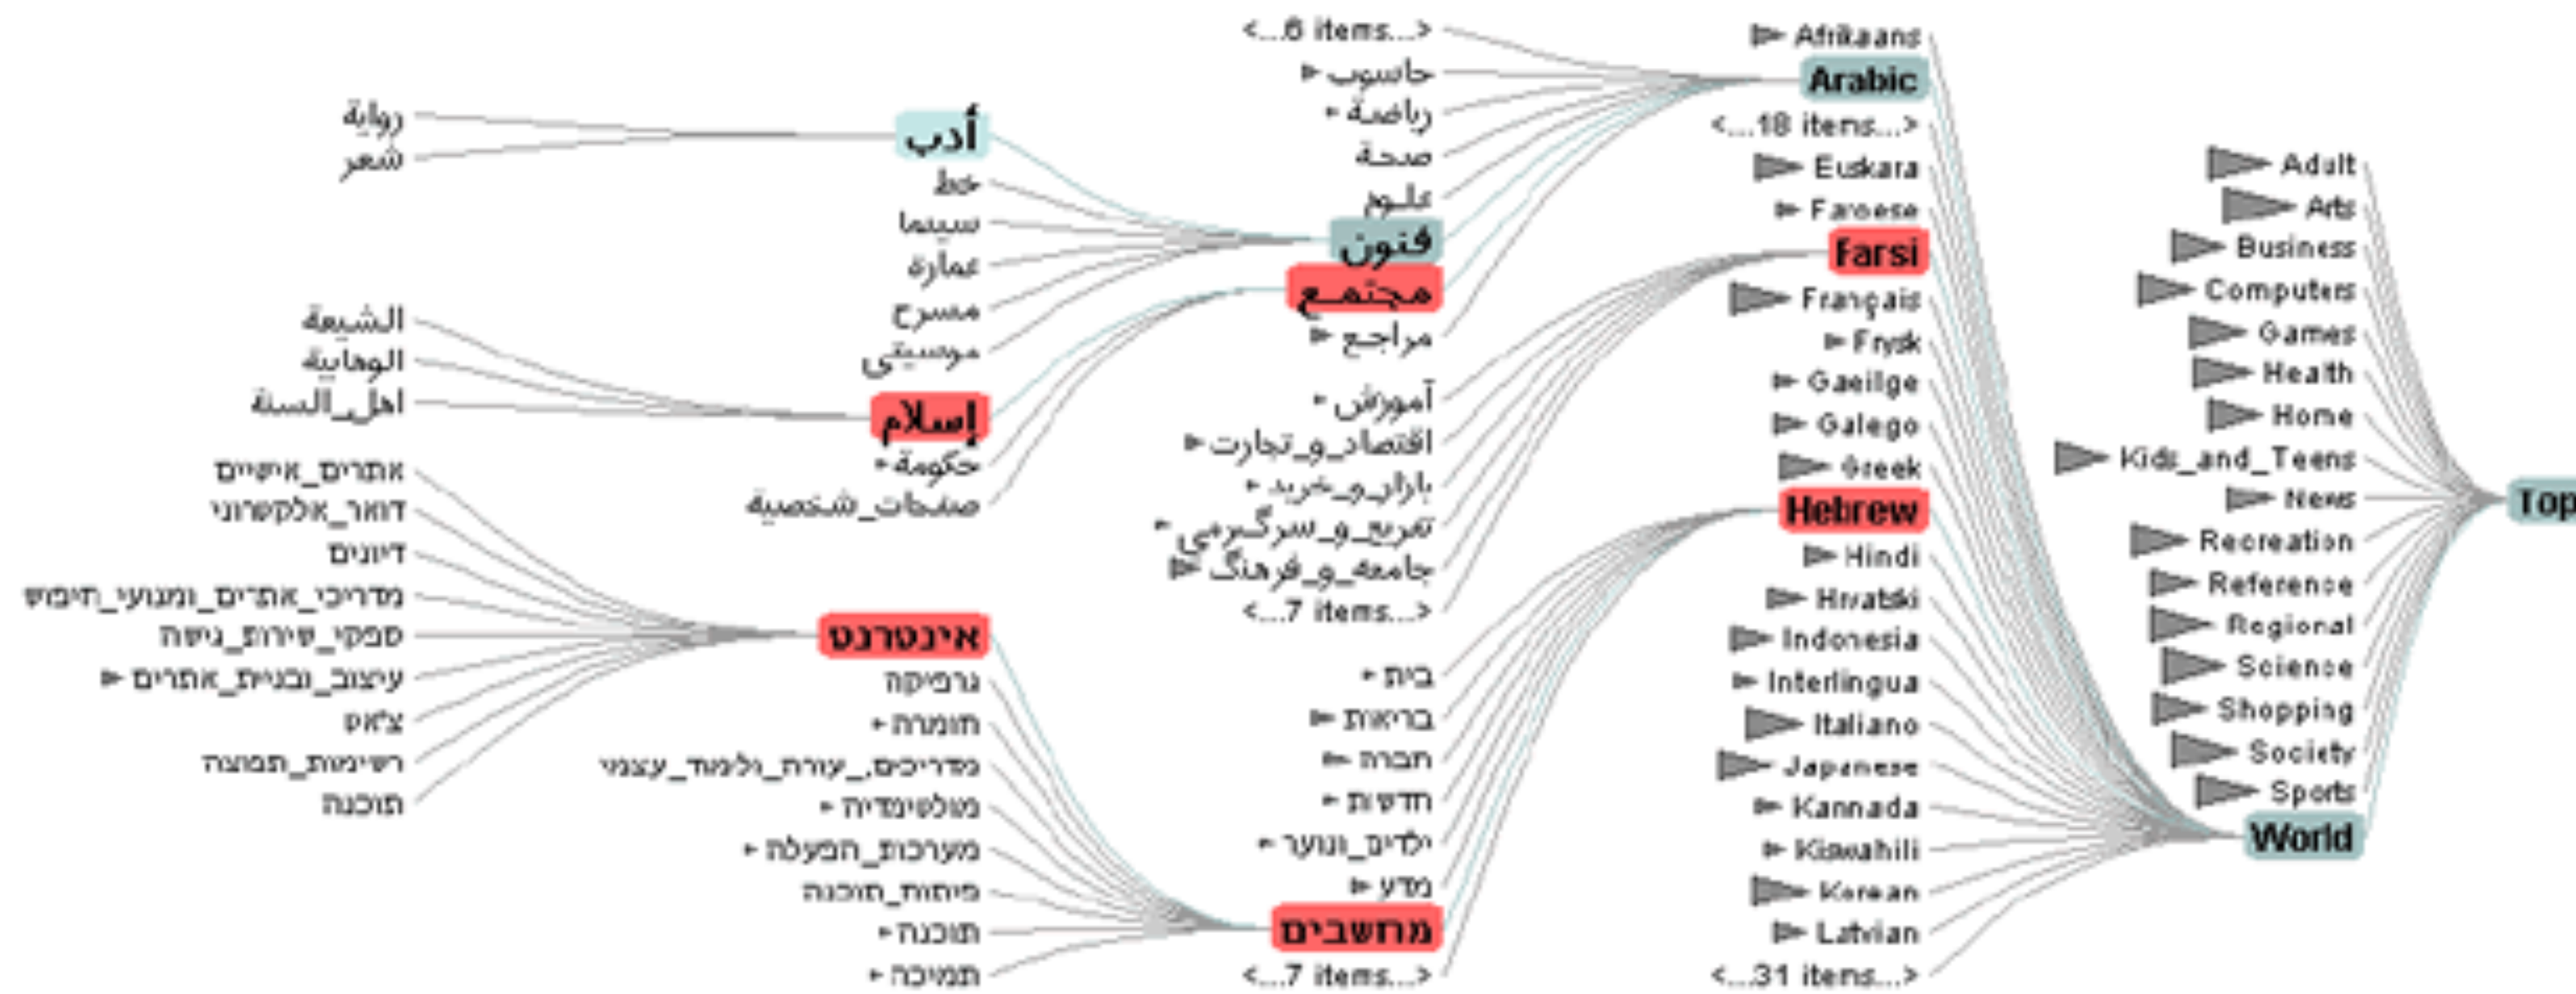 Top
Adult
Arts
Business
Computers
Games
Health
Home
Kids_and_Teens
News
Recreation
Reference
Regional
Science
Shopping
Society
Sports
World
Afrikaans
Arabic
<...18 items...>
Euskara
Faroese
Farsi
Français
Frysk
Gaeilge
Galego
Greek
Hebrew
Hindi
Hrvatski
Indonesia
Interlingua
Italiano
Japanese
Kannada
Kiswahili
Korean
Latvian
<...31 items...>
<...6 items...>
حاسوب
رياضة
صحة
علوم
فنون
مجتمع
مراجع
آموزش
اقتصاد_و_تجارت
بازار_و_خرید
تفریح_و_سرگرمی
جامعه_و_فرهنگ
<...7 items...>
בית
בריאות
חברה
חדשות
ילדים_ונוער
מדע
מחשבים
<...7 items...>
أدب
خط
سينما
عمارة
مسرح
موسيقى
إسلام
حكومة
صفحات_شخصية
אינטרנט
גרפיקה
חומרה
מדריכים,_עזרה_ולימוד_עצמי
מולטימדיה
מערכות_הפעלה
פיתוח_תוכנה
תוכנה
תמיכה
رواية
شعر
الشيعة
الوهابية
اهل_السنة
אתרים_אישיים
דואר_אלקטרוני
דיונים
מדריכי_אתרים_ומנועי_חיפוש
ספקי_שירות_גישה
עיצוב_ובניית_אתרים
צ'אט
רשימות_תפוצה
תוכנה